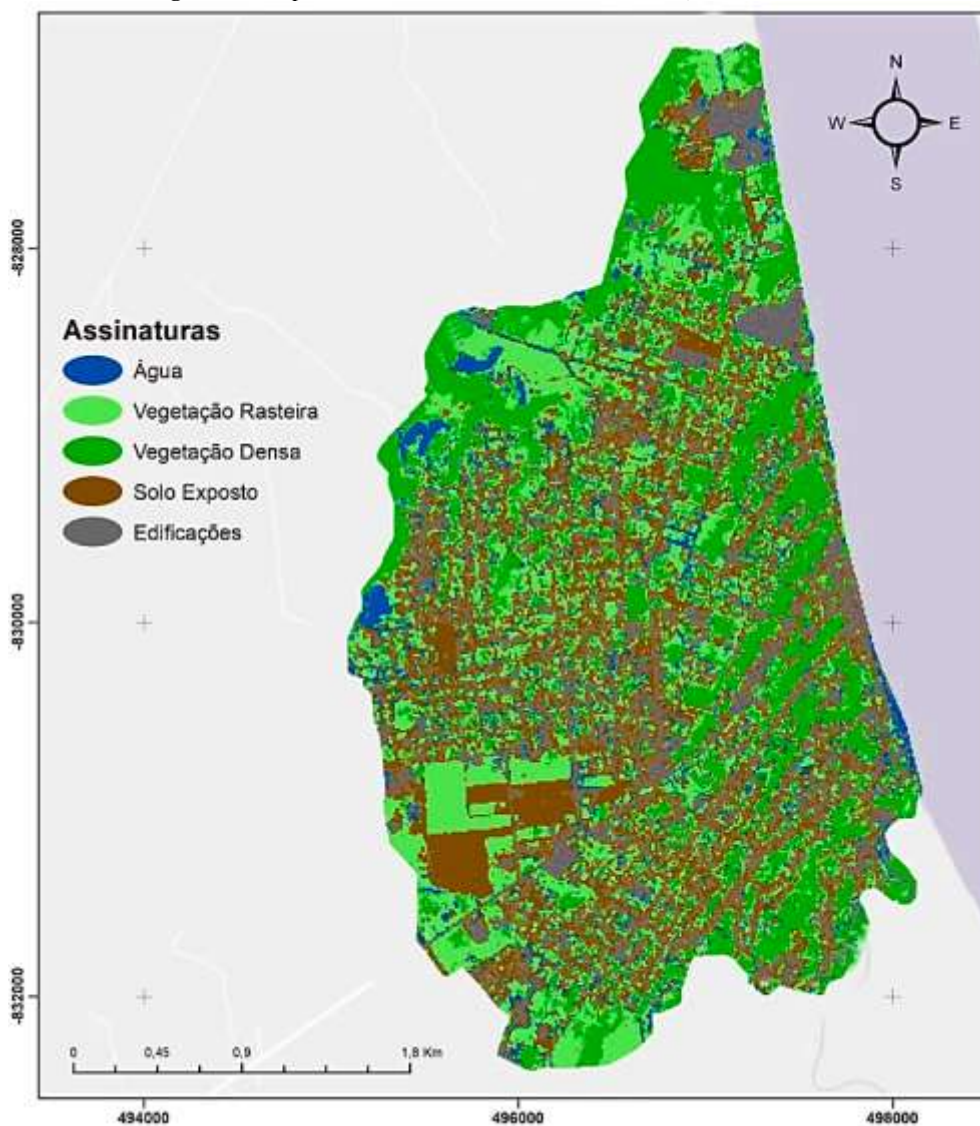 N
W E
S
-828000
Assinaturas
Água
Vegetação Rasteira
Vegetação Densa
Solo Exposto
Edificações
-830000
-832000
0 0,45 0,9 1,8 Km
494000 496000 498000